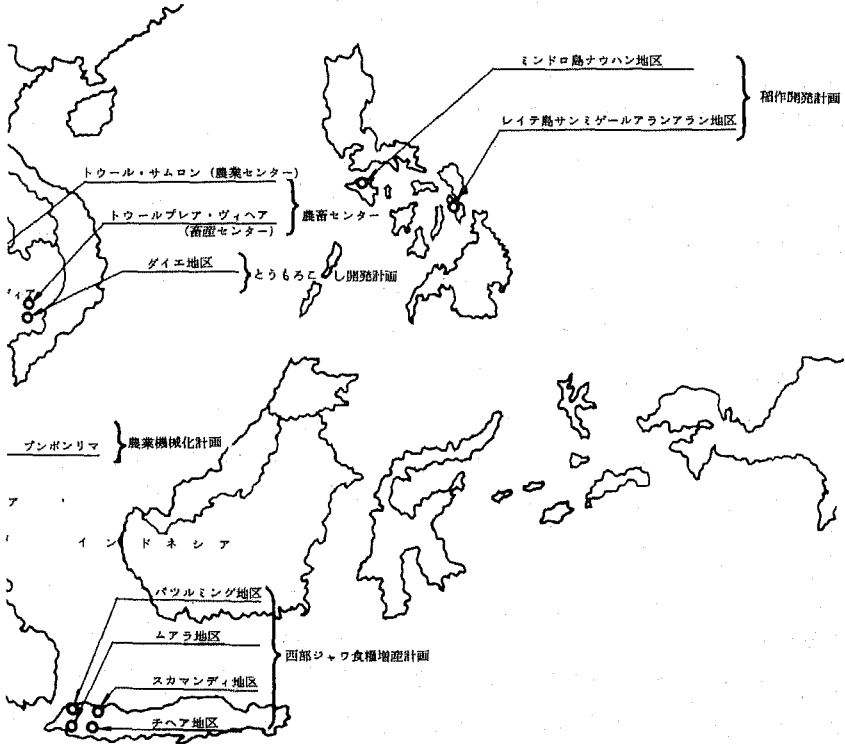 ミンドロ島ナウハン地区
稲作開発計画
レイテ島サンミゲールアランアラン地区
トゥール・サムロン (農業センター)
トゥールプレア・ヴィヘア
(畜産センター)
農畜センター
ダイエ地区
とうもろこし開発計画
ディア
プンボンリマ
農業機械化計画
ア
インドネシア
パツルミング地区
ムアラ地区
西部ジャワ食糧増産計画
スカマンディ地区
チヘア地区